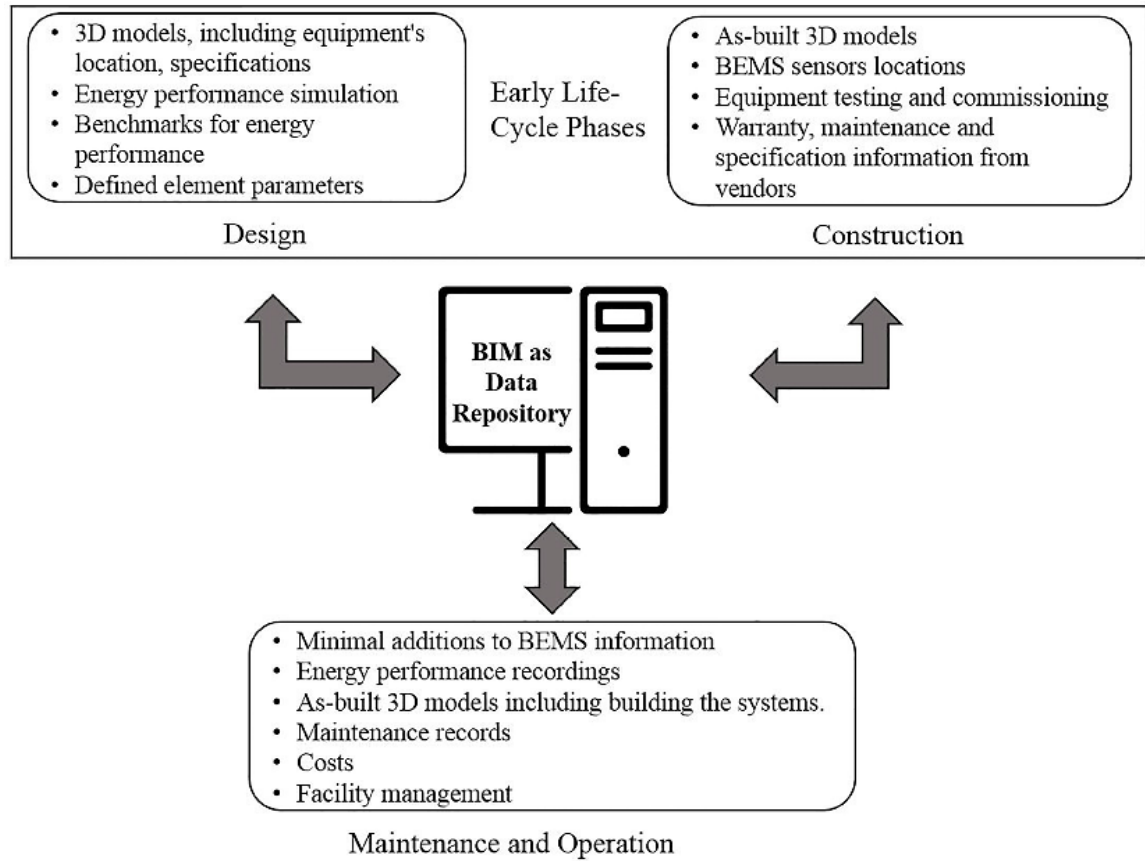 • 3D models, including equipment's
location, specifications
• Energy performance simulation
• Benchmarks for energy
performance
• Defined element parameters
Design
Early Life-
Cycle Phases
• As-built 3D models
• BEMS sensors locations
• Equipment testing and commissioning
• Warranty, maintenance and
specification information from
vendors
Construction
BIM as
Data
Repository
• Minimal additions to BEMS information
• Energy performance recordings
• As-built 3D models including building the systems.
• Maintenance records
• Costs
• Facility management
Maintenance and Operation